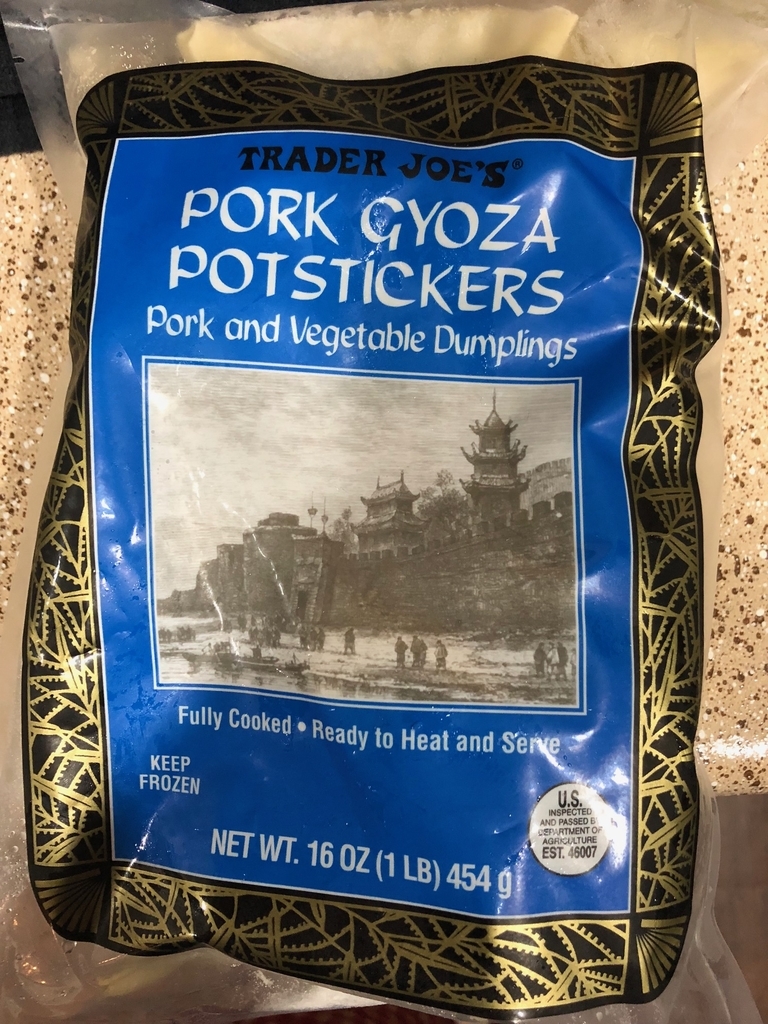 TRADER JOE'S®
PORK GYOZA
POTSTICKERS
Pork and Vegetable Dumplings
Fully Cooked • Ready to Heat and Serve
KEEP
FROZEN
U.S.
INSPECTED
AND PASSED B
DEPARTMENT OF
AGRICULTURE
EST. 46007
NET WT. 16 OZ (1 LB) 454 g